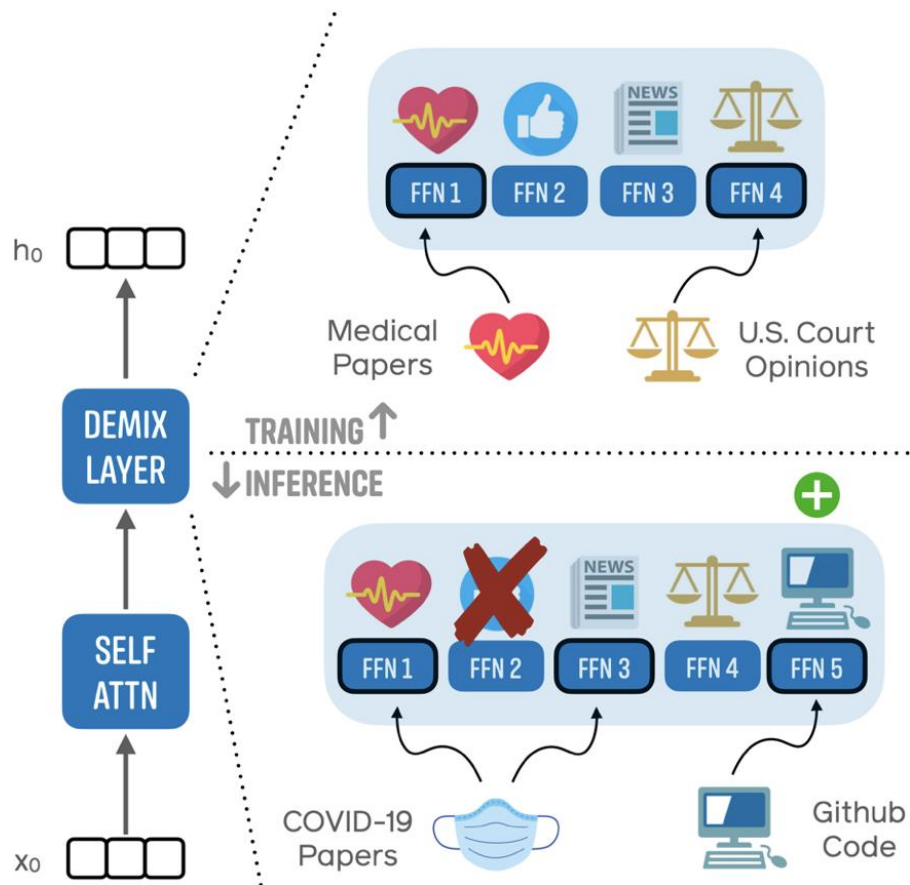 NEWS
FFN 1
FFN 2
FFN 3
FFN 4
h₀
Medical
Papers
U.S. Court
Opinions
DEMIX
LAYER
TRAINING ↑
↓ INFERENCE
NEWS
SELF
ATTN
FFN 1
FFN 2
FFN 3
FFN 4
FFN 5
COVID-19
Papers
Github
Code
x₀